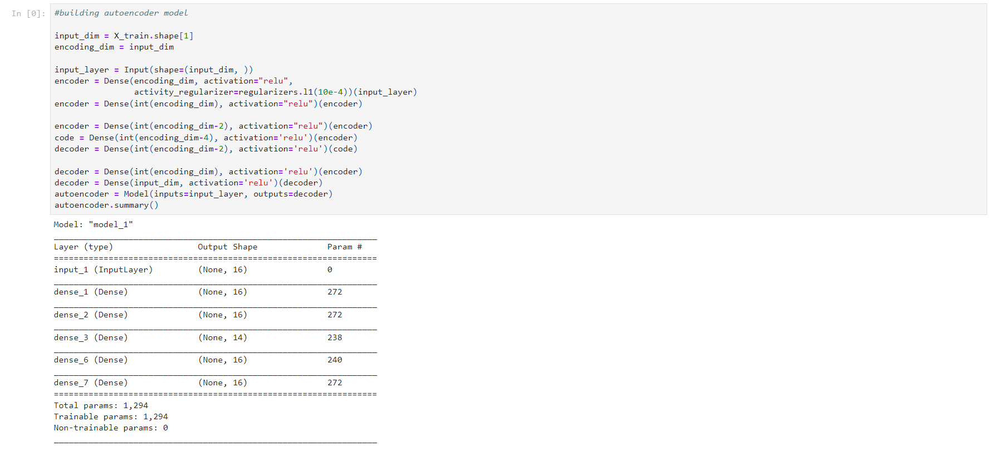 In [0]:
#building autoencoder model
input_dim = X_train.shape[1]
encoding_dim = input_dim
input_layer = Input(shape=(input_dim, ))
encoder = Dense(encoding_dim, activation="relu",
                activity_regularizer=regularizers.l1(10e-4))(input_layer)
encoder = Dense(int(encoding_dim), activation="relu")(encoder)
encoder = Dense(int(encoding_dim-2), activation="relu")(encoder)
code = Dense(int(encoding_dim-4), activation='relu')(encoder)
decoder = Dense(int(encoding_dim-2), activation='relu')(code)
decoder = Dense(int(encoding_dim), activation='relu')(encoder)
decoder = Dense(input_dim, activation='relu')(decoder)
autoencoder = Model(inputs=input_layer, outputs=decoder)
autoencoder.summary()
Model: "model_1"
_________________________________________________________________
Layer (type)                 Output Shape              Param #
=================================================================
input_1 (InputLayer)         (None, 16)                0
_________________________________________________________________
dense_1 (Dense)              (None, 16)                272
_________________________________________________________________
dense_2 (Dense)              (None, 16)                272
_________________________________________________________________
dense_3 (Dense)              (None, 14)                238
_________________________________________________________________
dense_6 (Dense)              (None, 16)                240
_________________________________________________________________
dense_7 (Dense)              (None, 16)                272
=================================================================
Total params: 1,294
Trainable params: 1,294
Non-trainable params: 0
_________________________________________________________________